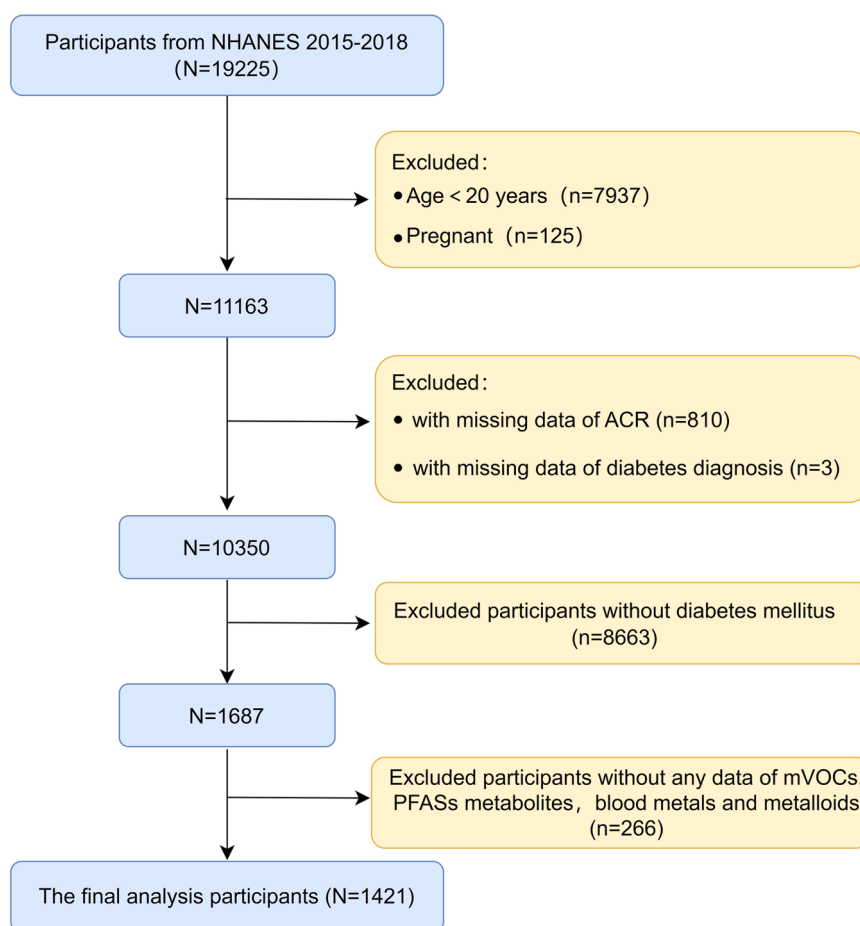 Participants from NHANES 2015-2018
（N=19225）
Excluded：
•Age < 20 years（n=7937）
•Pregnant（n=125）
N=11163
Excluded：
• with missing data of ACR (n=810)
• with missing data of diabetes diagnosis (n=3)
N=10350
Excluded participants without diabetes mellitus
(n=8663)
N=1687
Excluded participants without any data of mVOCs,
PFASs metabolites，blood metals and metalloids
(n=266)
The final analysis participants (N=1421)